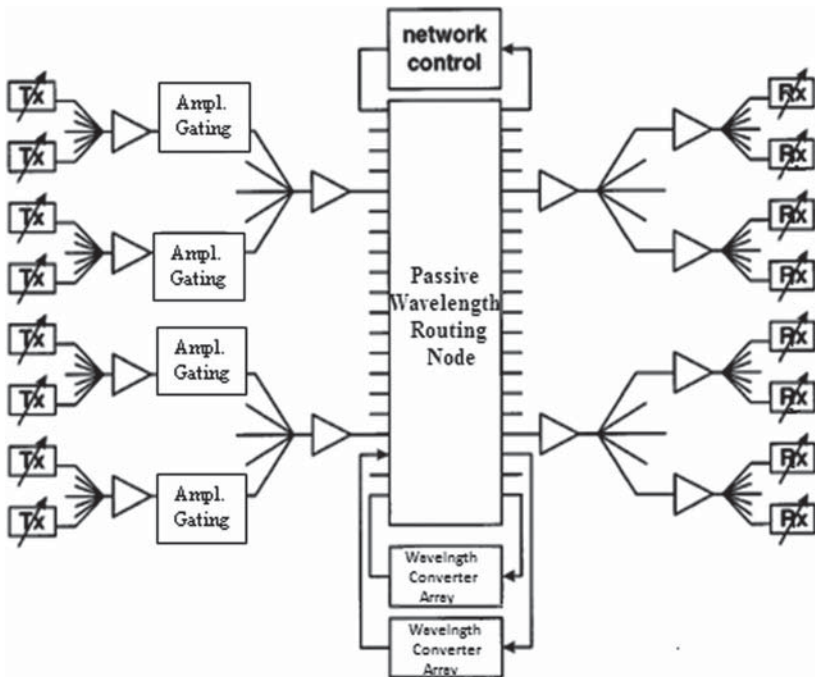 network
control
Tx
Tx
Tx
Tx
Tx
Tx
Tx
Tx
Ampl.
Gating
Ampl.
Gating
Ampl.
Gating
Ampl.
Gating
Passive
Wavelength
Routing
Node
Wavelngth
Converter
Array
Wavelngth
Converter
Array
Rx
Rx
Rx
Rx
Rx
Rx
Rx
Rx